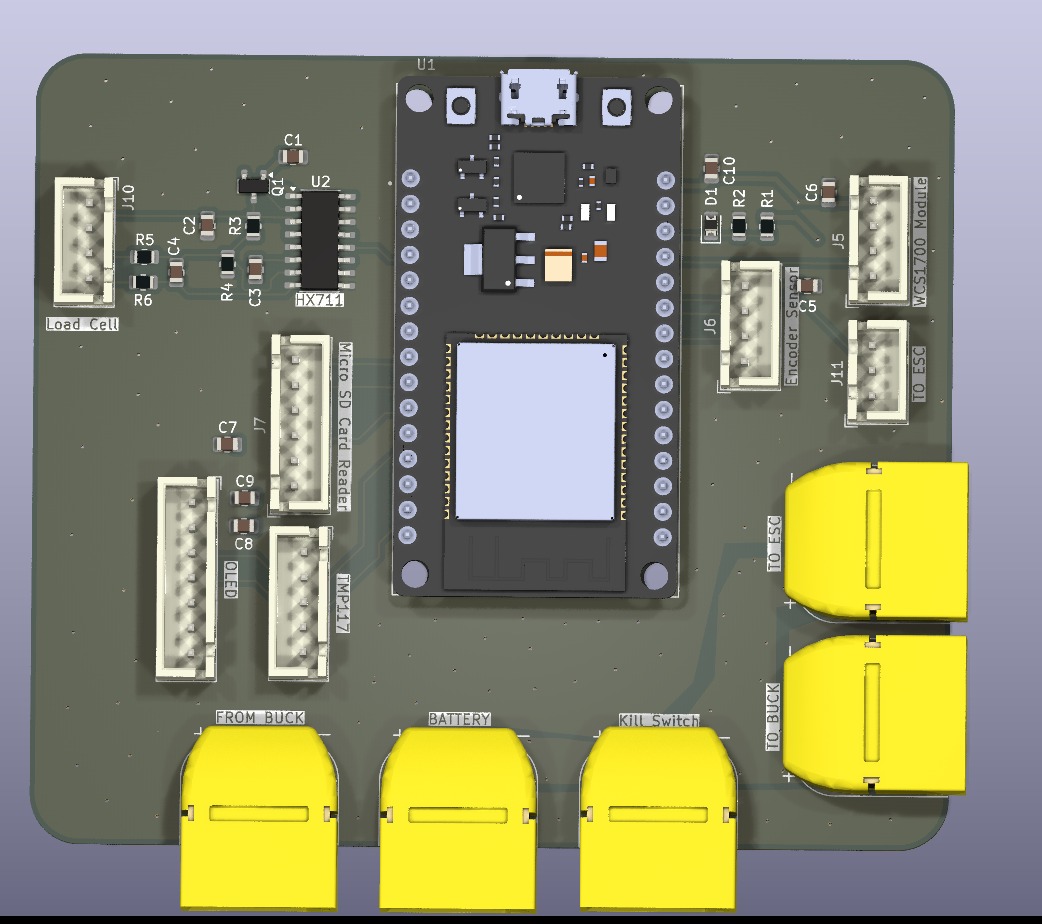 U1
C1
U2
Q1
J10
C2
R3
R5
C4
R6
R4
C3
HX711
Load Cell
C10
D1
R2
R1
C6
J5
WCS1700 Module
C5
J6
Encoder Sensor
J11
TO ESC
J7
Micro SD Card Reader
C7
C9
C8
OLED
TMP117
TO ESC
+
TO BUCK
+
FROM BUCK
BATTERY
Kill Switch